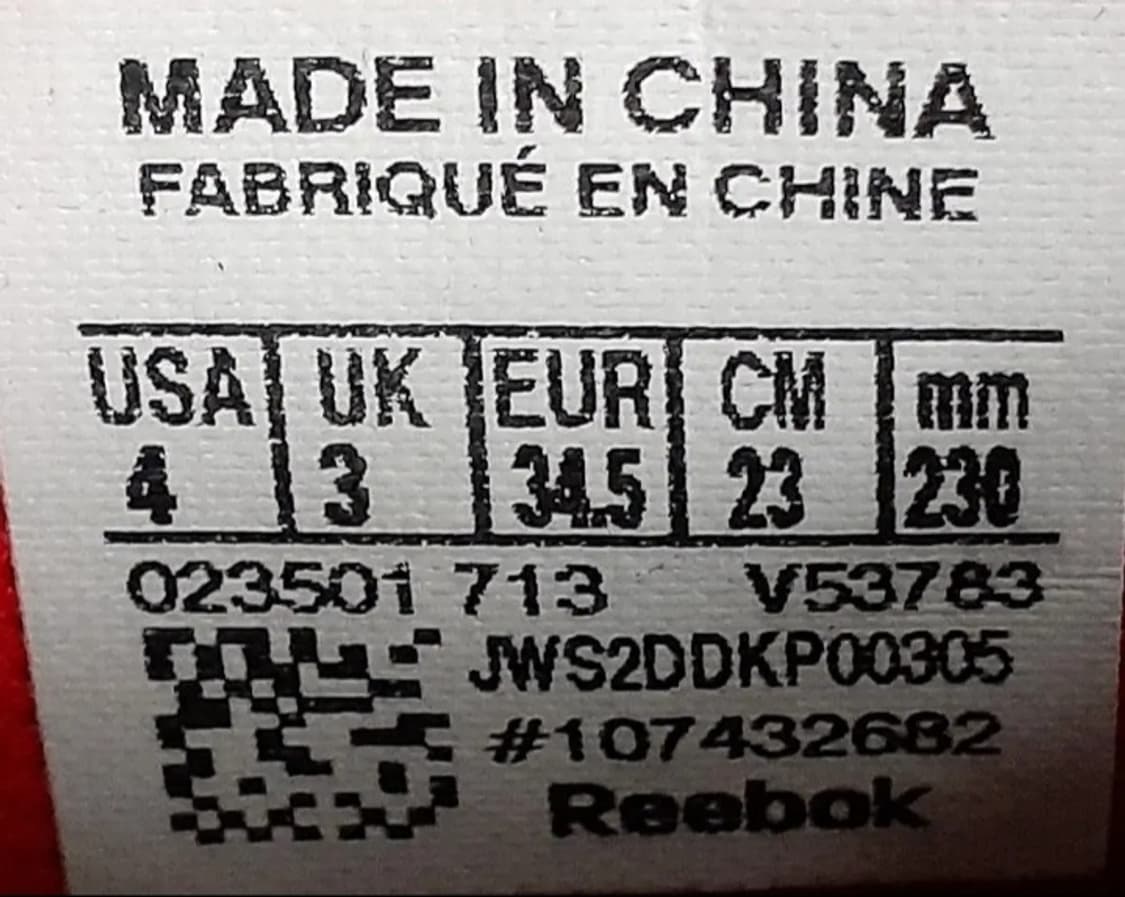 MADE IN CHINA
FABRIQUÉ EN CHINE
USA UK EUR CM mm
4 3 34.5 23 230
023501 713 V53783
JWS2DDKP00305
#107432682
Reebok